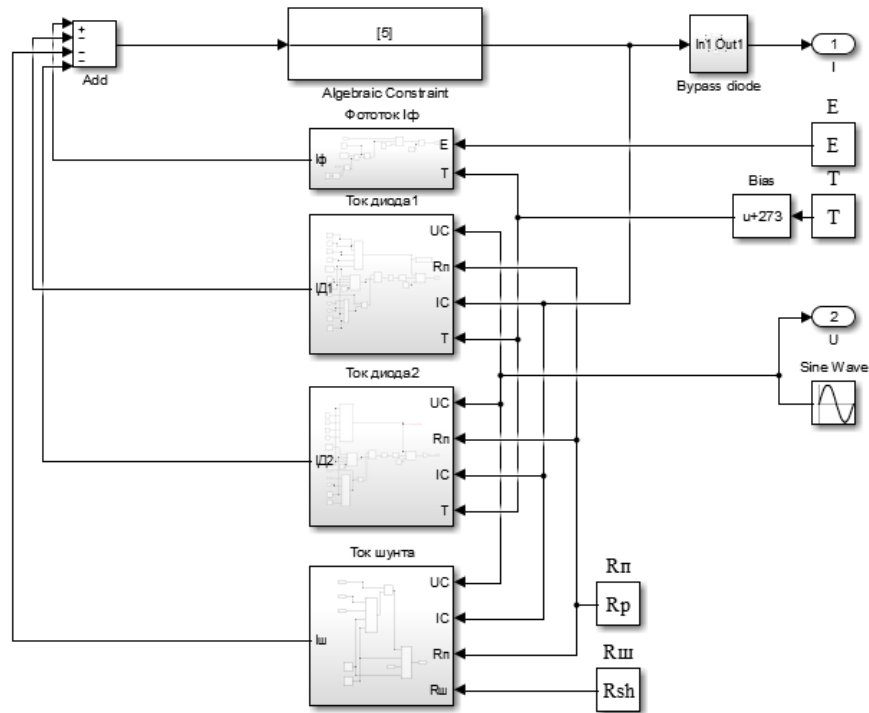 +
−
−
−
Add
[5]
Algebraic Constraint
In1 Out1
Bypass diode
1
I
Фототок Iф
Iф
E
T
E
E
T
T
Bias
u+273
Ток диода1
IД1
UC
Rп
IC
T
2
U
Sine Wave
Ток диода2
IД2
UC
Rп
IC
T
Ток шунта
Iш
UC
IC
Rп
Rш
Rп
Rp
Rш
Rsh